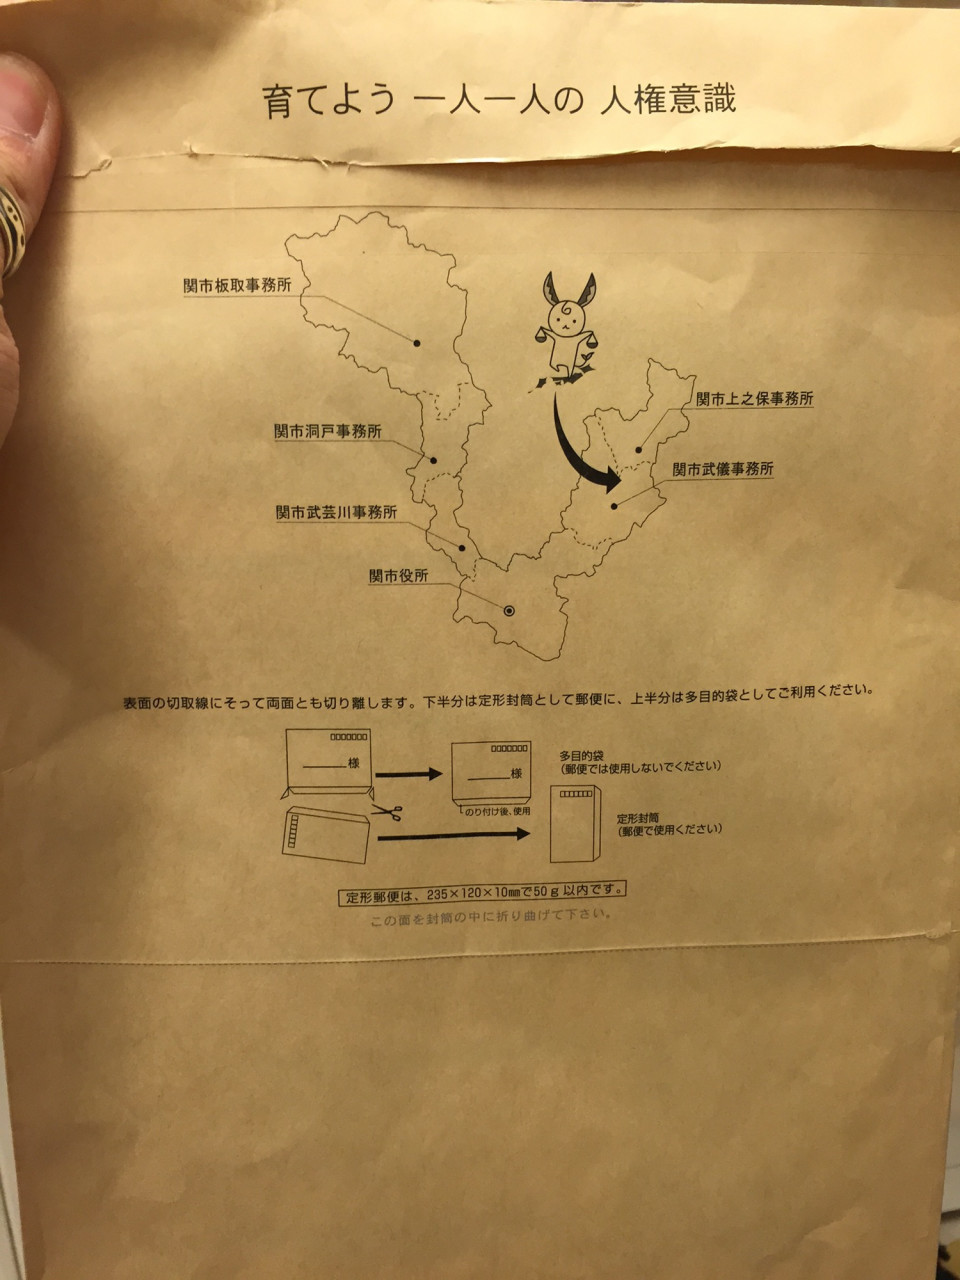 育てよう 一人一人の 人権意識
関市板取事務所
関市上之保事務所
関市洞戸事務所
関市武儀事務所
関市武芸川事務所
関市役所
表面の切取線にそって両面とも切り離します。下半分は定形封筒として郵便に、上半分は多目的袋としてご利用ください。
様
様
のり付け後、使用
多目的袋
（郵便では使用しないでください）
定形封筒
（郵便で使用ください）
定形郵便は、235×120×10㎜で50ｇ以内です。
この面を封筒の中に折り曲げて下さい。